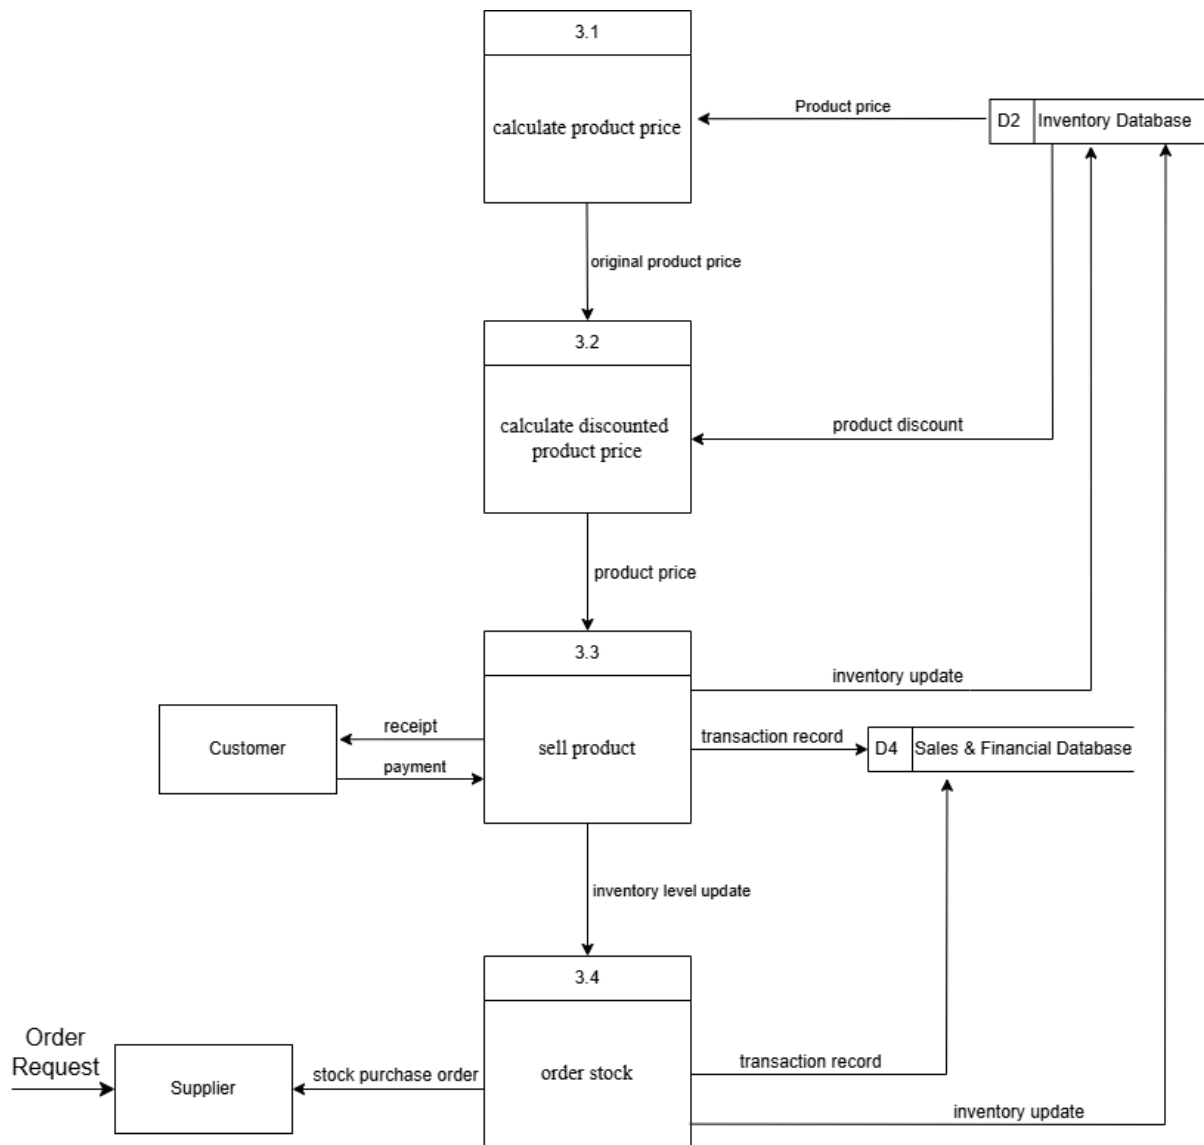 3.1
calculate product price
Product price
D2
Inventory Database
original product price
3.2
calculate discounted
product price
product discount
product price
3.3
sell product
inventory update
receipt
payment
Customer
transaction record
D4
Sales & Financial Database
inventory level update
3.4
order stock
Order
Request
Supplier
stock purchase order
transaction record
inventory update